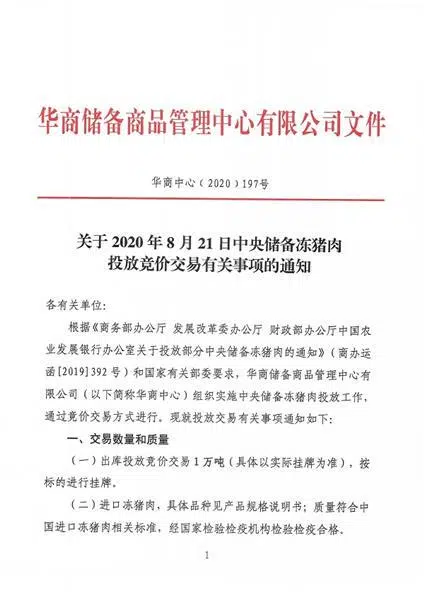 华商储备商品管理中心有限公司文件
华商中心〔2020〕197号
关于 2020 年 8 月 21 日中央储备冻猪肉
投放竞价交易有关事项的通知
各有关单位：
根据《商务部办公厅 发展改革委办公厅 财政部办公厅中国农
业发展银行办公室关于投放部分中央储备冻猪肉的通知》（商办运
函[2019]392 号）和国家有关部委要求，华商储备商品管理中心有
限公司（以下简称华商中心）组织实施中央储备冻猪肉投放工作，
通过竞价交易方式进行。现就投放交易有关事项通知如下：
一、交易数量和质量
（一）出库投放竞价交易 1 万吨（具体以实际挂牌为准），按
标的进行挂牌。
（二）进口冻猪肉，具体品种见产品规格说明书；质量符合中
国进口冻猪肉相关标准，经国家检验检疫机构检验检疫合格。
1